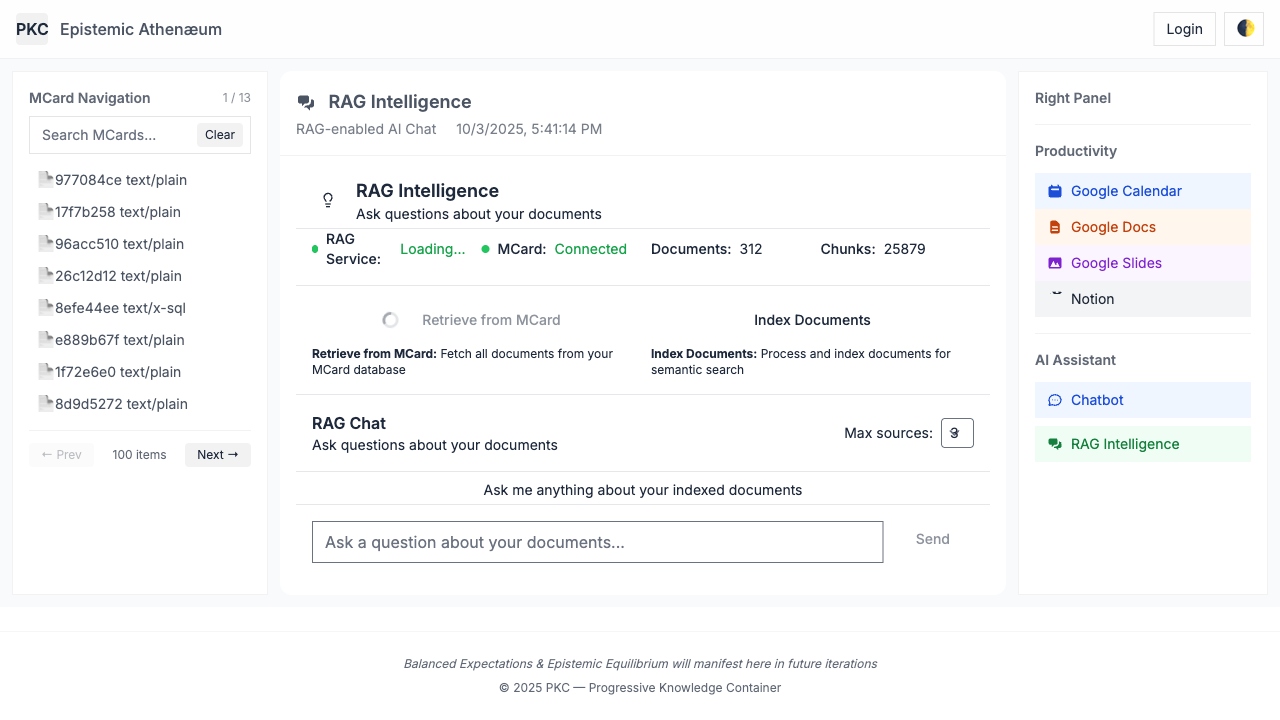 PKC Epistemic Athenæum
Login
MCard Navigation 1 / 13
Search MCards... Clear
977084ce text/plain
17f7b258 text/plain
96acc510 text/plain
26c12d12 text/plain
8efe44ee text/x-sql
e889b67f text/plain
1f72e6e0 text/plain
8d9d5272 text/plain
← Prev 100 items Next →
RAG Intelligence
RAG-enabled AI Chat 10/3/2025, 5:41:14 PM
RAG Intelligence
Ask questions about your documents
RAG Service: Loading... MCard: Connected Documents: 312 Chunks: 25879
Retrieve from MCard Index Documents
Retrieve from MCard: Fetch all documents from your
MCard database
Index Documents: Process and index documents for
semantic search
RAG Chat
Ask questions about your documents
Max sources:
Ask me anything about your indexed documents
Ask a question about your documents... Send
Right Panel
Productivity
Google Calendar
Google Docs
Google Slides
Notion
AI Assistant
Chatbot
RAG Intelligence
Balanced Expectations & Epistemic Equilibrium will manifest here in future iterations
© 2025 PKC — Progressive Knowledge Container